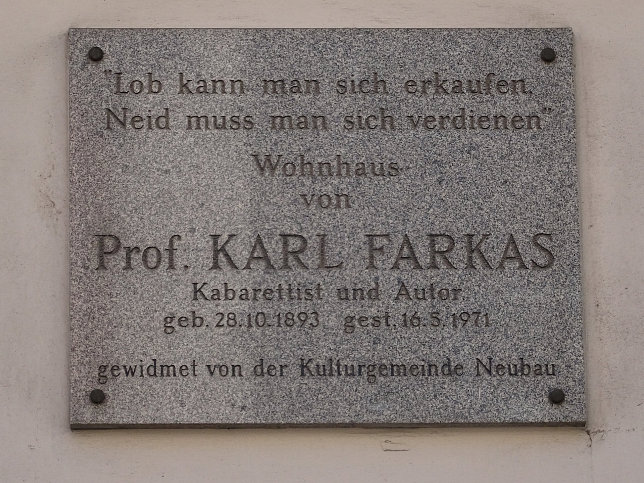 "Lob kann man sich erkaufen,
Neid muss man sich verdienen"
Wohnhaus
von
Prof. KARL FARKAS
Kabarettist und Autor
geb. 28.10.1893 gest. 16.5.1971
gewidmet von der Kulturgemeinde Neubau